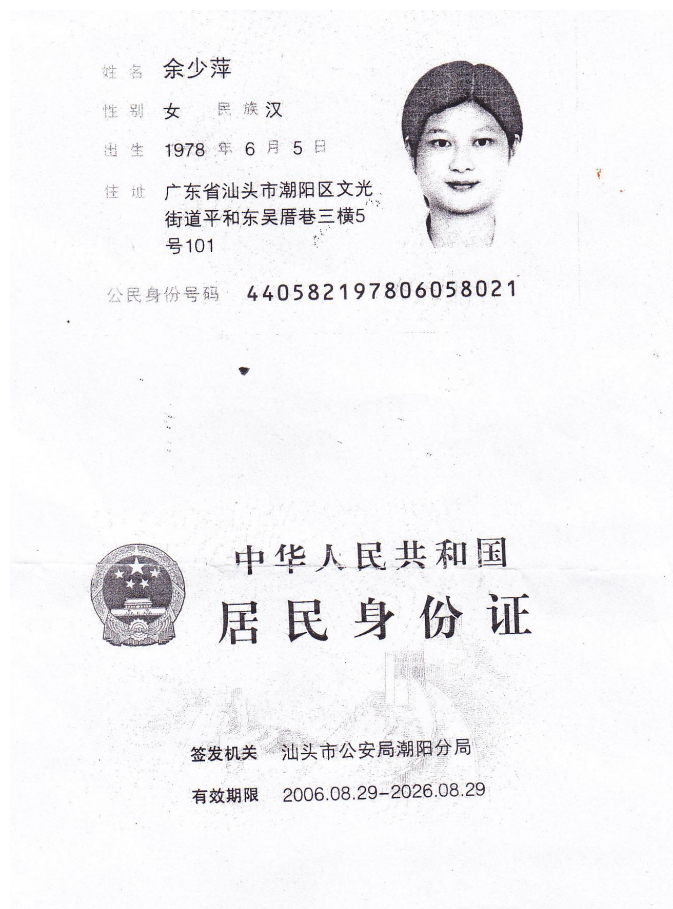 姓名 余少萍
性别 女 民族 汉
出生 1978 年 6 月 5 日
住址 广东省汕头市潮阳区文光
街道平和东吴厝巷三横5
号101
公民身份号码 440582197806058021
中华人民共和国
居民身份证
签发机关 汕头市公安局潮阳分局
有效期限 2006.08.29-2026.08.29